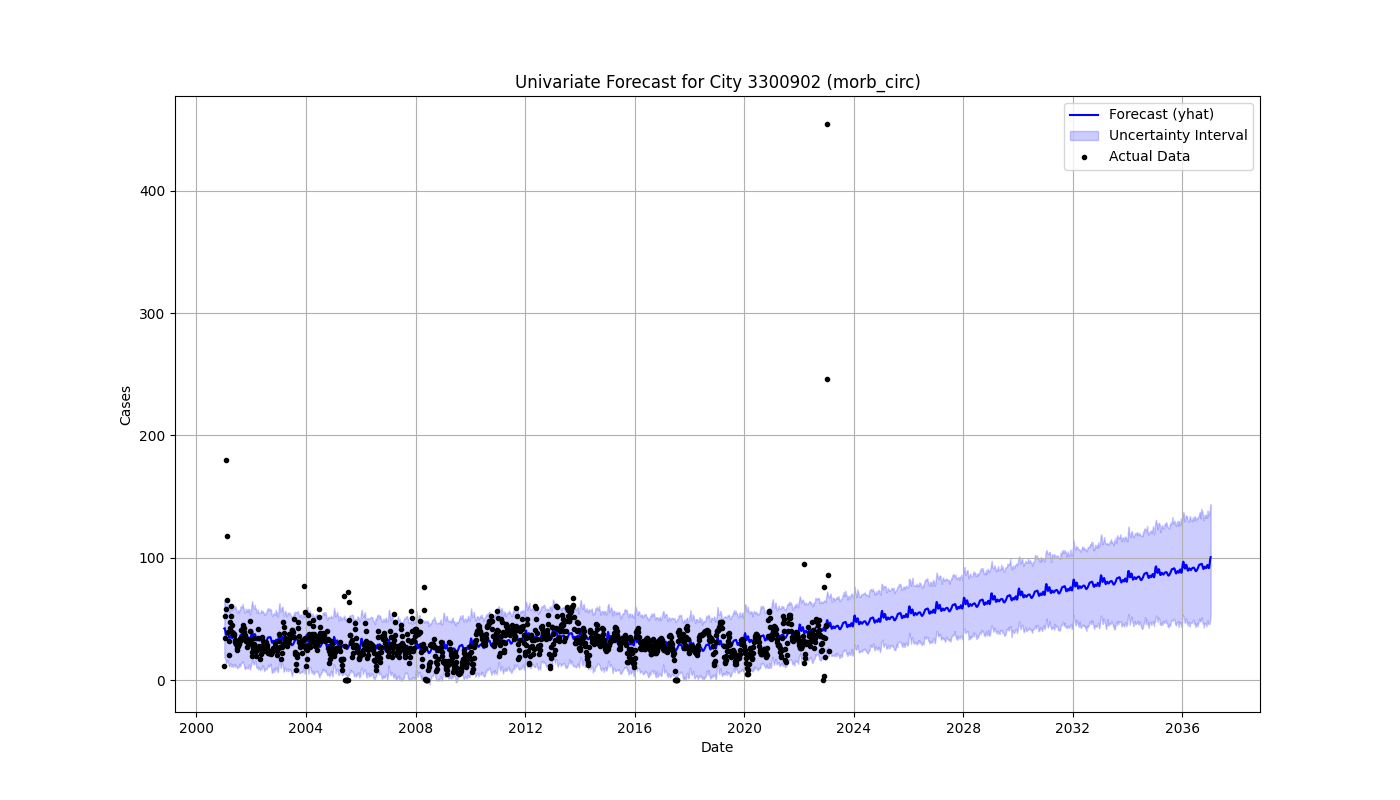 Univariate Forecast for City 3300902 (morb_circ)
Forecast (yhat)
Uncertainty Interval
Actual Data
Cases
400
300
200
100
0
2000 2004 2008 2012 2016 2020 2024 2028 2032 2036
Date